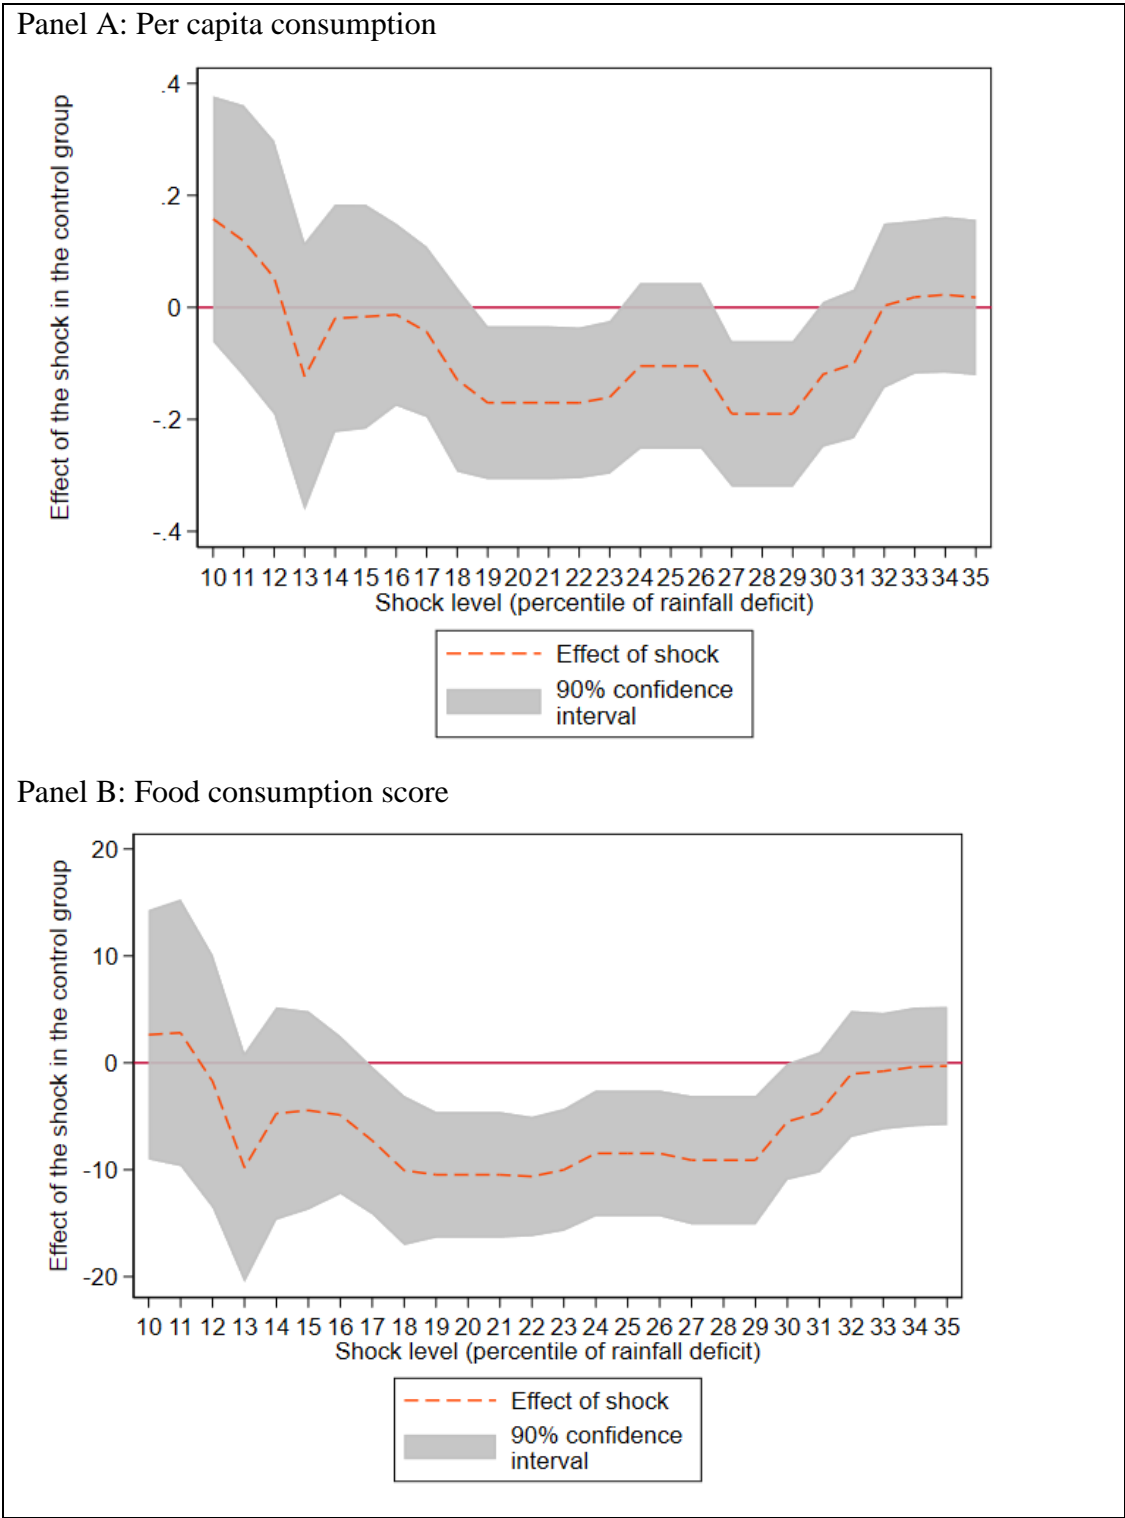 Panel A: Per capita consumption
Effect of the shock in the control group
.4
.2
0
-.2
-.4
10 11 12 13 14 15 16 17 18 19 20 21 22 23 24 25 26 27 28 29 30 31 32 33 34 35
Shock level (percentile of rainfall deficit)
Effect of shock
90% confidence
interval
Panel B: Food consumption score
Effect of the shock in the control group
20
10
0
-10
-20
10 11 12 13 14 15 16 17 18 19 20 21 22 23 24 25 26 27 28 29 30 31 32 33 34 35
Shock level (percentile of rainfall deficit)
Effect of shock
90% confidence
interval